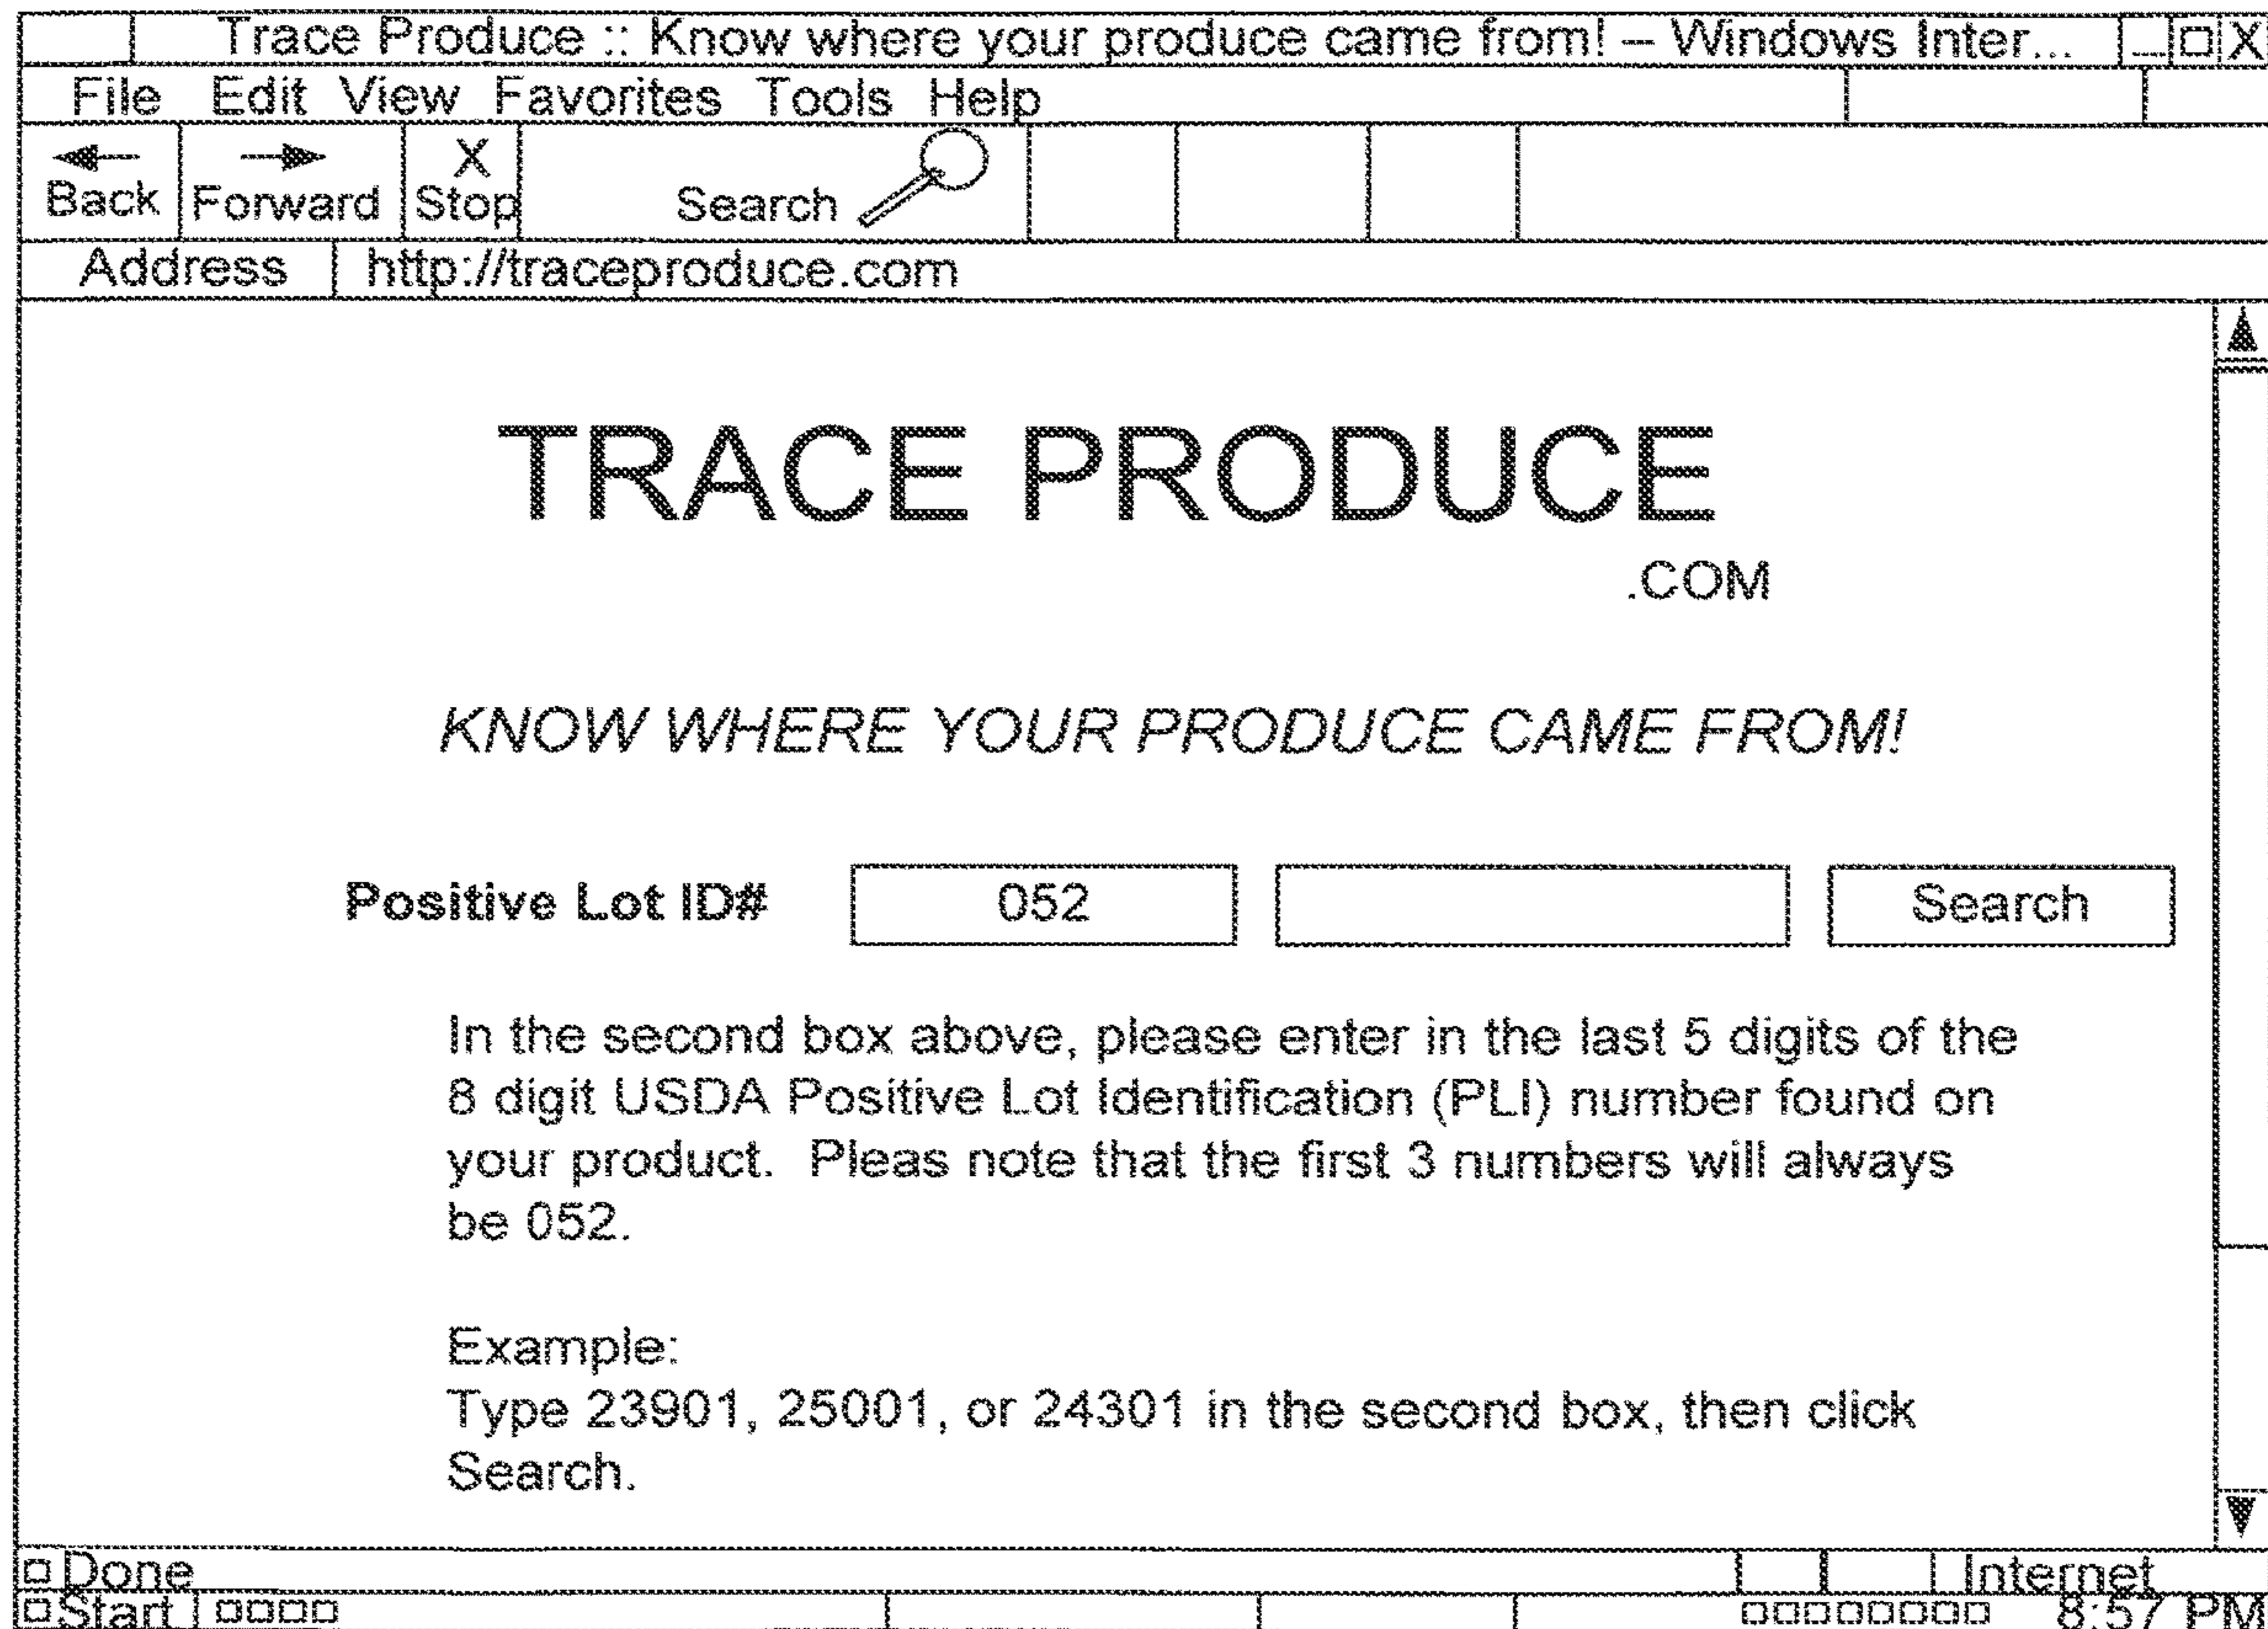 Trace Produce :: Know where your produce came from! – Windows Inter...
File Edit View Favorites Tools Help
Back Forward X Stop Search
Address http://traceproduce.com
TRACE PRODUCE
.COM
KNOW WHERE YOUR PRODUCE CAME FROM!
Positive Lot ID# 052 Search
In the second box above, please enter in the last 5 digits of the
8 digit USDA Positive Lot Identification (PLI) number found on
your product. Pleas note that the first 3 numbers will always
be 052.
Example:
Type 23901, 25001, or 24301 in the second box, then click
Search.
Done Internet
Start 8:57 PM